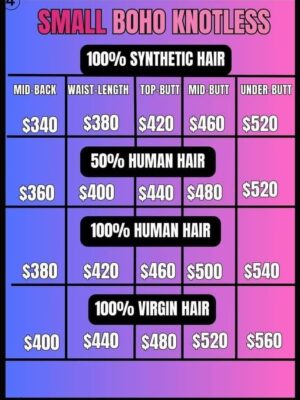 4
SMALL BOHO KNOTLESS
100% SYNTHETIC HAIR
MID-BACK WAIST-LENGTH TOP-BUTT MID-BUTT UNDER-BUTT
$340 $380 $420 $460 $520
50% HUMAN HAIR
$360 $400 $440 $480 $520
100% HUMAN HAIR
$380 $420 $460 $500 $540
100% VIRGIN HAIR
$400 $440 $480 $520 $560